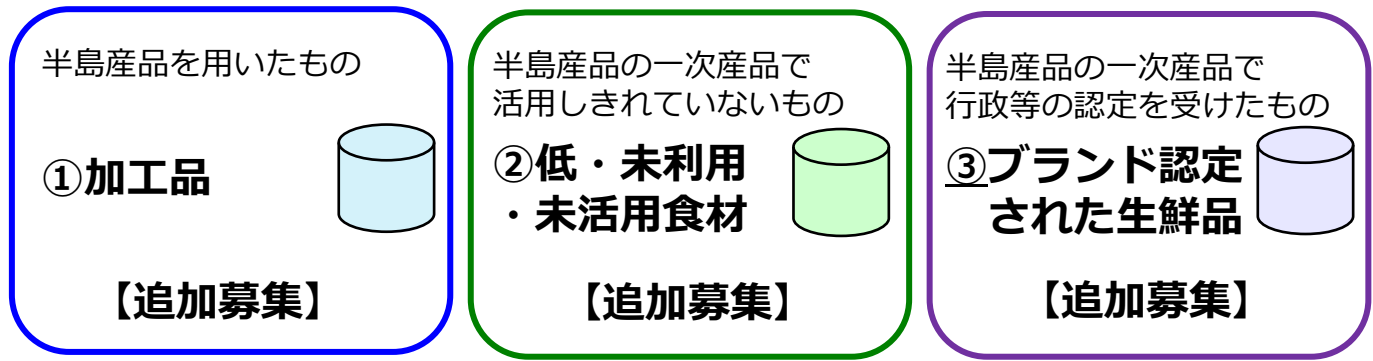 半島産品を用いたもの
①加工品
【追加募集】
半島産品の一次産品で
活用しきれていないもの
②低・未利用
・未活用食材
【追加募集】
半島産品の一次産品で
行政等の認定を受けたもの
③ブランド認定
された生鮮品
【追加募集】